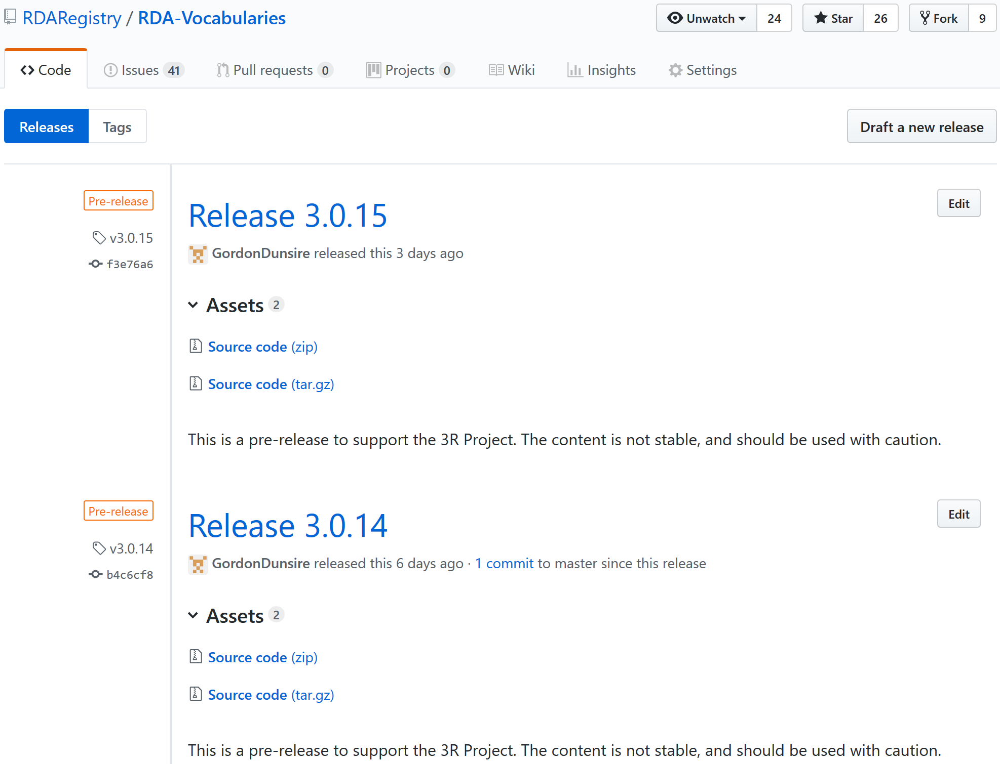 RDARegistry / RDA-Vocabularies Unwatch 24 Star 26 Fork 9
Code Issues 41 Pull requests 0 Projects 0 Wiki Insights Settings
Releases Tags Draft a new release
Pre-release
v3.0.15
f3e76a6
Release 3.0.15 Edit
GordonDunsire released this 3 days ago
Assets 2
Source code (zip)
Source code (tar.gz)
This is a pre-release to support the 3R Project. The content is not stable, and should be used with caution.
Pre-release
v3.0.14
b4c6cf8
Release 3.0.14 Edit
GordonDunsire released this 6 days ago · 1 commit to master since this release
Assets 2
Source code (zip)
Source code (tar.gz)
This is a pre-release to support the 3R Project. The content is not stable, and should be used with caution.